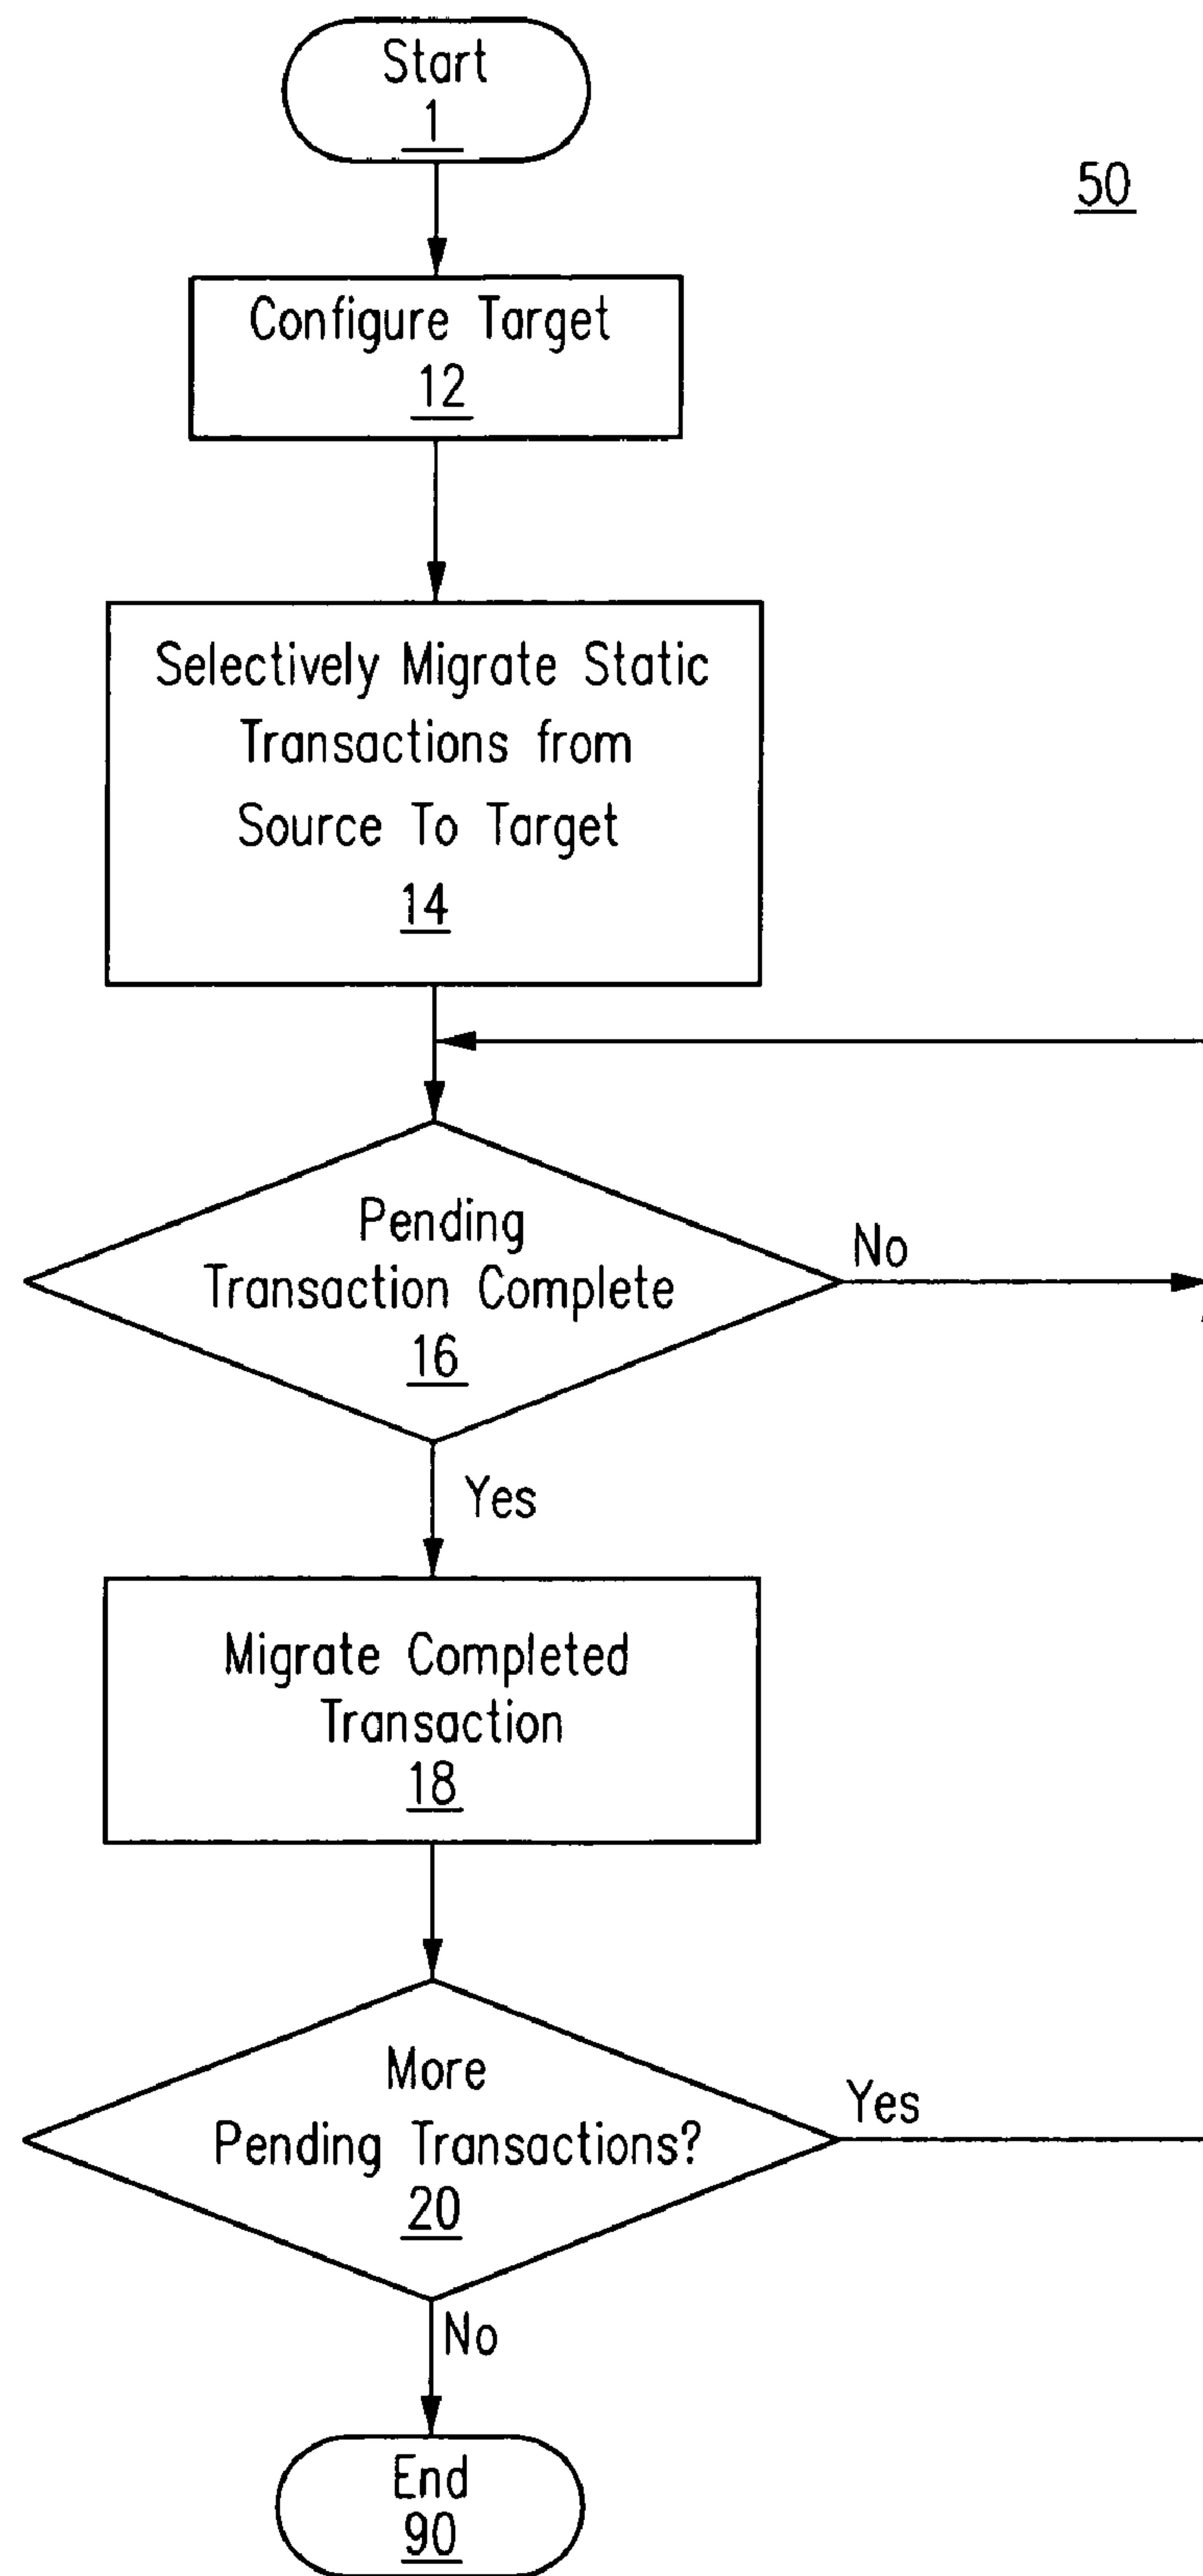 Start
1
50
Configure Target
12
Selectively Migrate Static
Transactions from
Source To Target
14
Pending
Transaction Complete
16
No
Yes
Migrate Completed
Transaction
18
More
Pending Transactions?
20
Yes
No
End
90